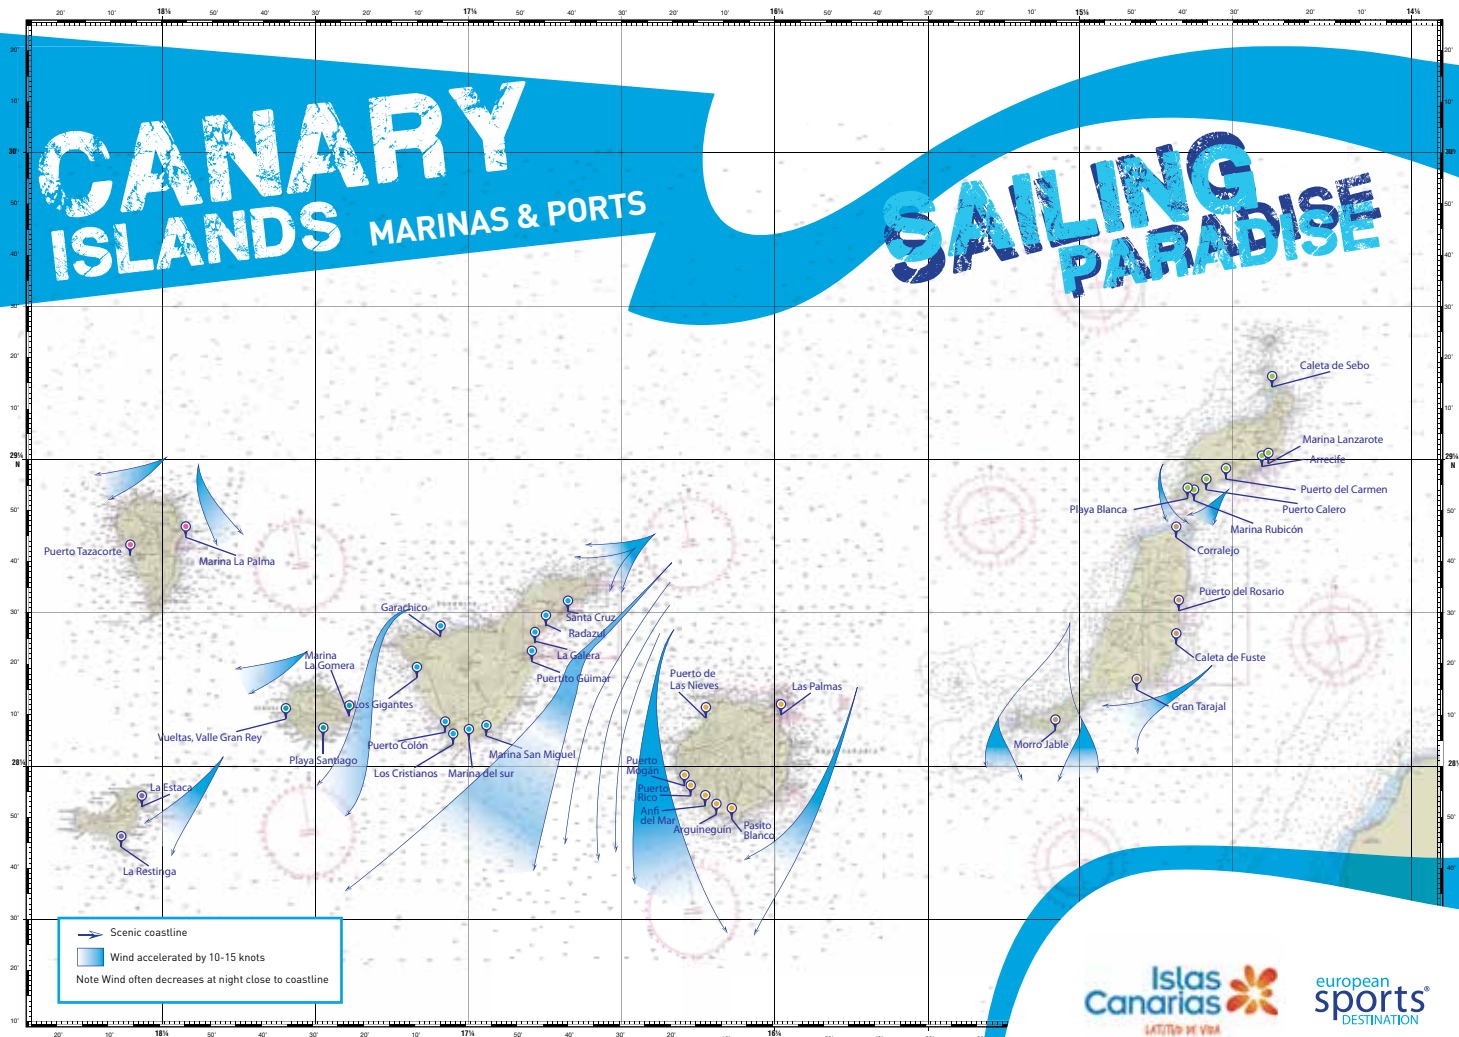 CANARY
ISLANDS MARINAS & PORTS
SAILING
PARADISE
Caleta de Sebo
Marina Lanzarote
Arrecife
Puerto del Carmen
Puerto Calero
Playa Blanca
Marina Rubicón
Corralejo
Puerto del Rosario
Caleta de Fuste
Gran Tarajal
Morro Jable
Puerto Tazacorte
Marina La Palma
Garachico
Santa Cruz
Radazul
La Galera
Puertito Güimar
Marina
La Gomera
Los Gigantes
Vueltas, Valle Gran Rey
Playa Santiago
Puerto Colón
Los Cristianos
Marina del sur
Marina San Miguel
La Estaca
La Restinga
Puerto de
Las Nieves
Las Palmas
Puerto
Mogán
Puerto
Rico
Anfi
del Mar
Arguineguín
Pasito
Blanco
Scenic coastline
Wind accelerated by 10-15 knots
Note Wind often decreases at night close to coastline
Islas
Canarias
LATITUD DE VIDA
european
sports®
DESTINATION